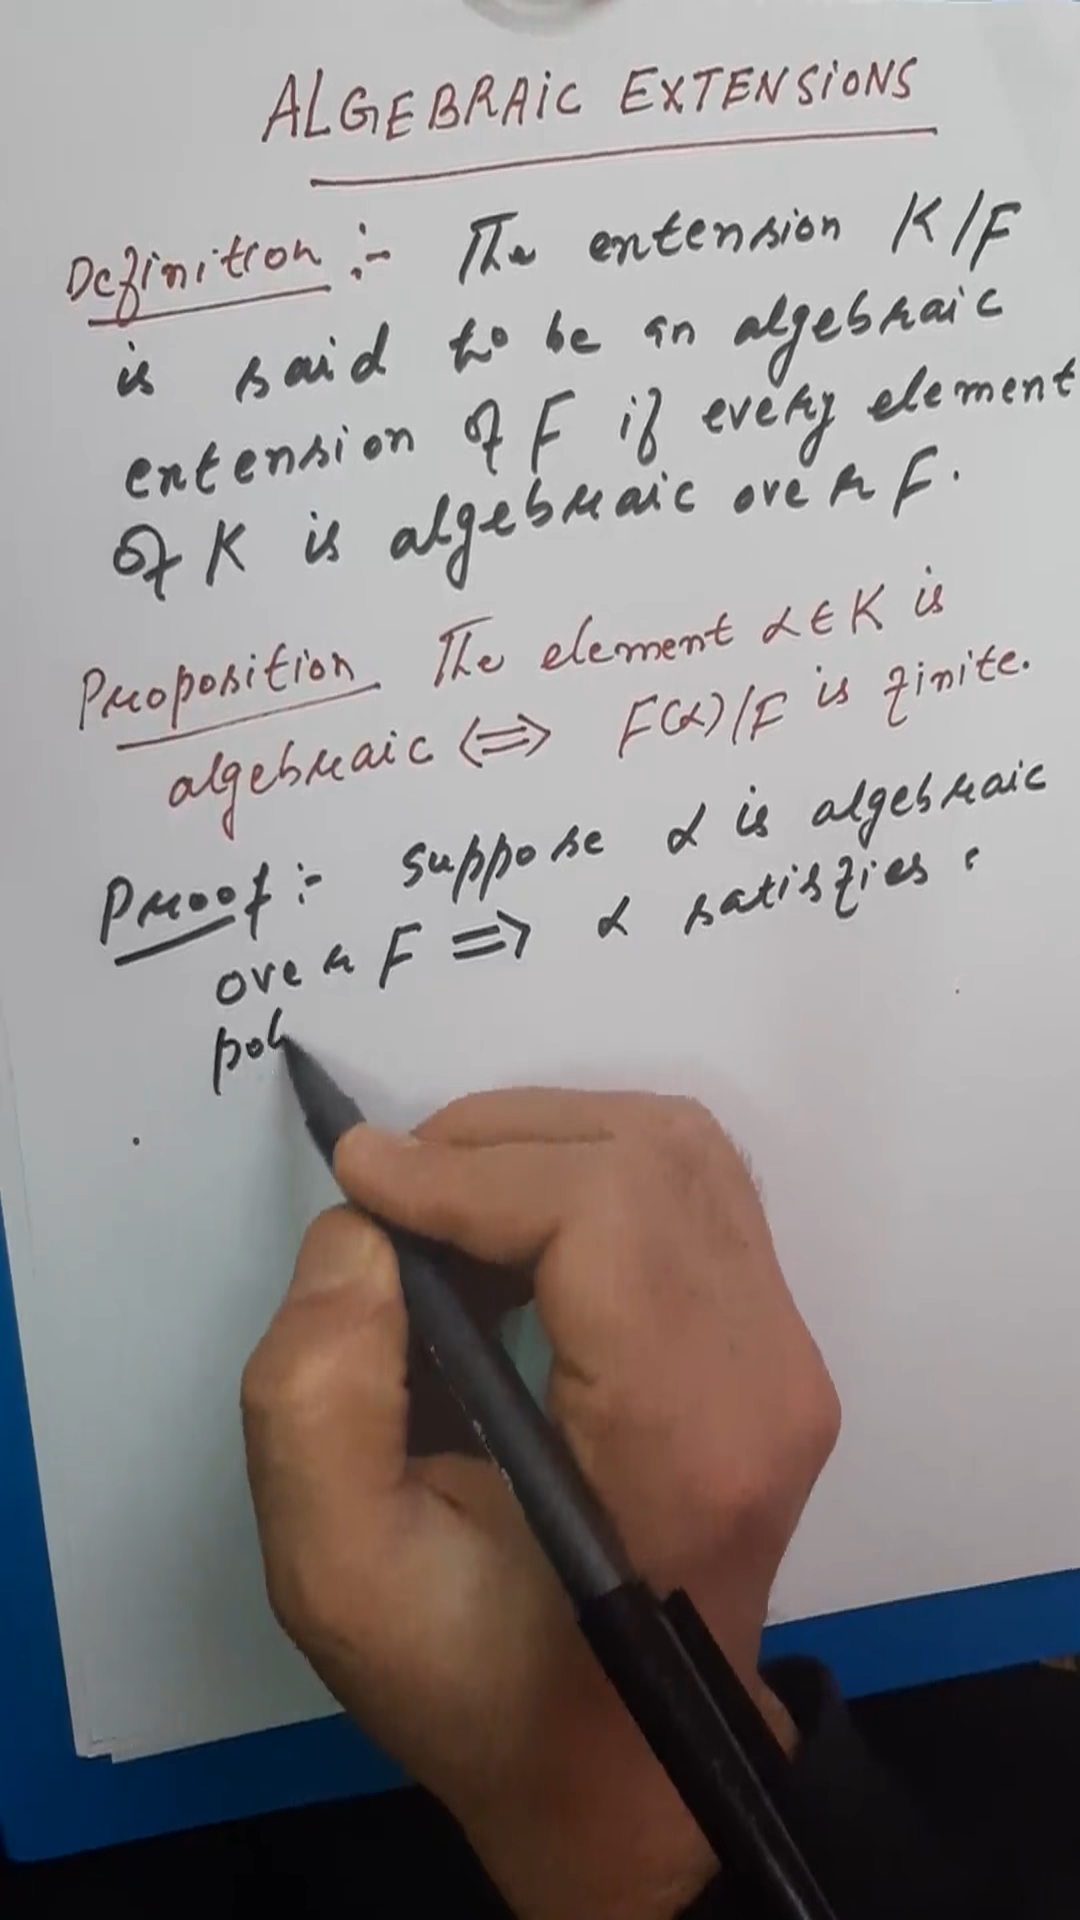 ALGEBRAIC EXTENSIONS
Definition :- The extension K/F
is said to be an algebraic
extension of F if every element
of K is algebraic over F.
Proposition The element α∈K is
algebraic <=> F(α)/F is finite.
Proof :- suppose α is algebraic
over F => α satisfies
pol